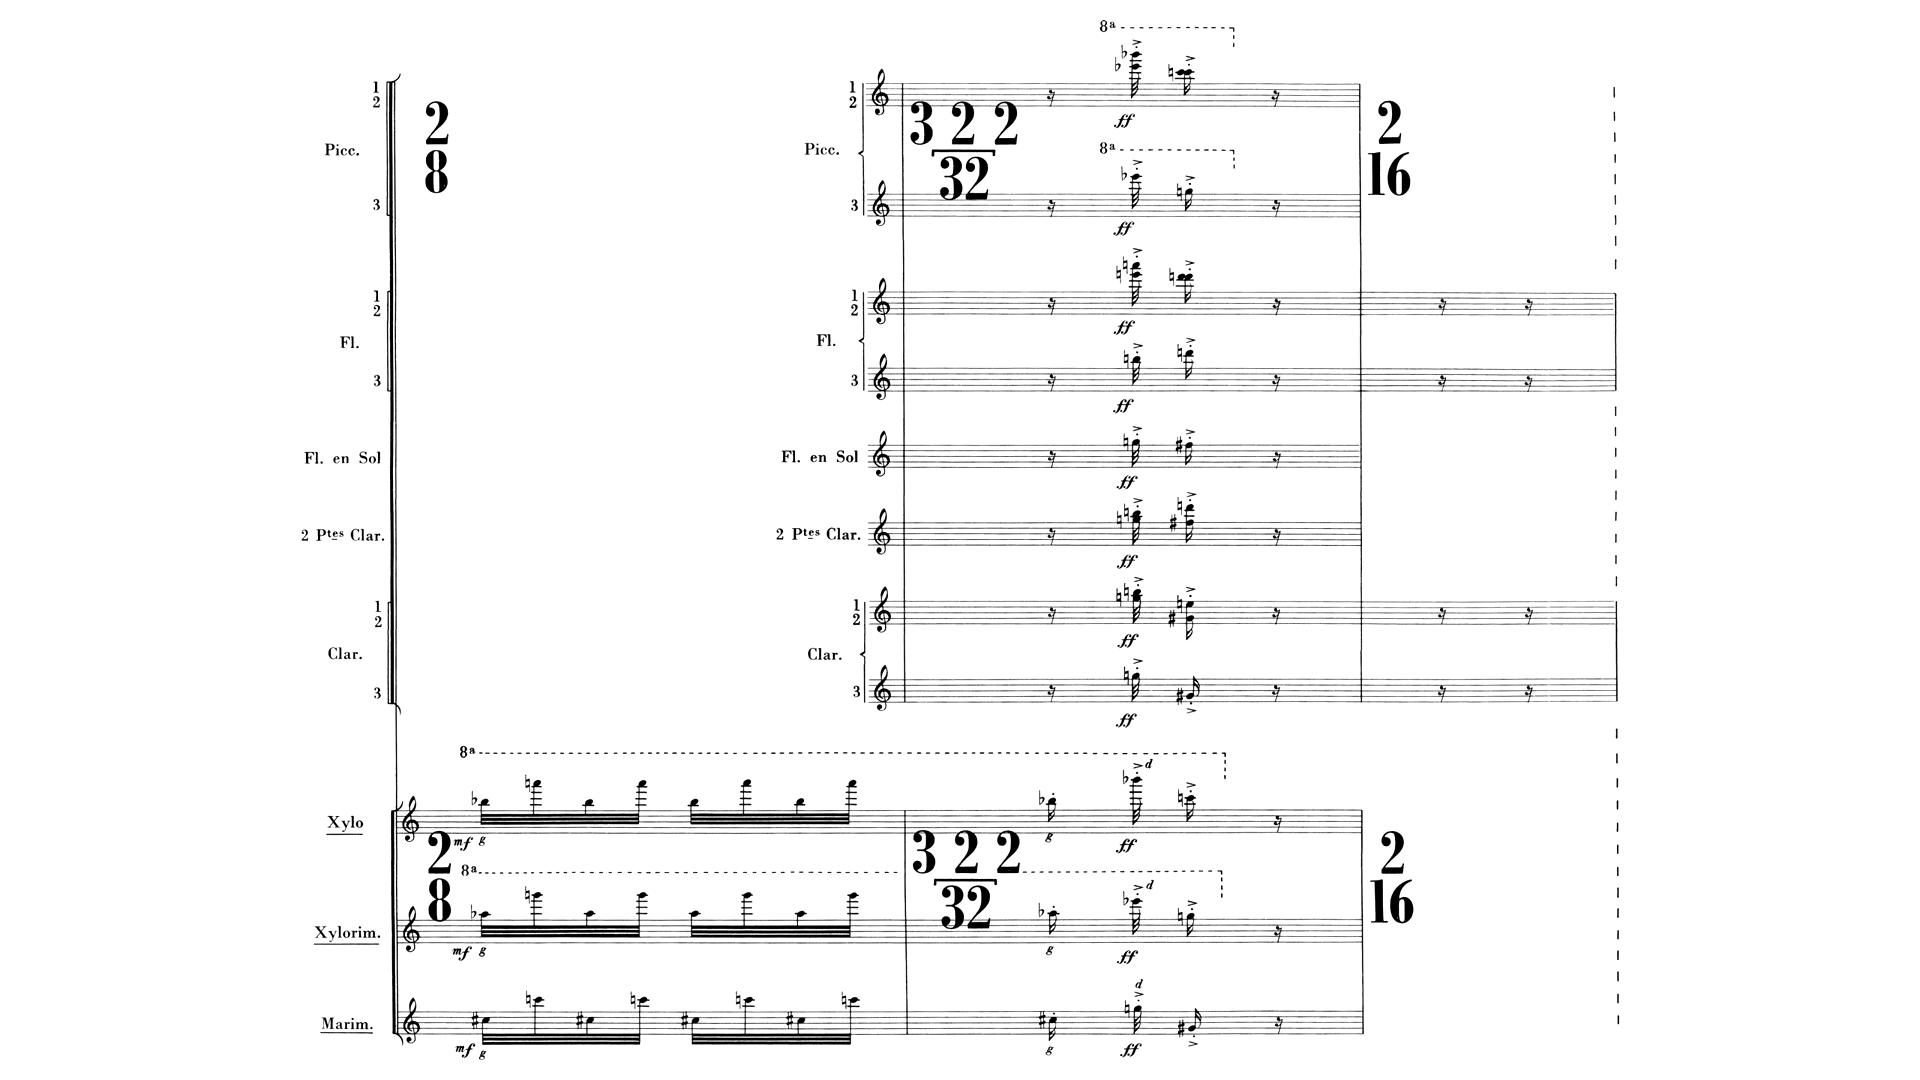 8ª
1 1
2 2
2 3 2 2 2
ff
Picc. Picc.
8ª
8 32 16
3 3
ff
1 1
2 2
ff
Fl. Fl.
3 3
ff
Fl. en Sol Fl. en Sol
ff
2 Ptes Clar. 2 Ptes Clar.
ff
1 1
2 2
ff
Clar. Clar.
3 3
ff
8ª
d
Xylo
mf g g ff
2 3 2 2 2
8ª
d
8 32 16
Xylorim.
mf g g ff
d
Marim.
mf g g ff